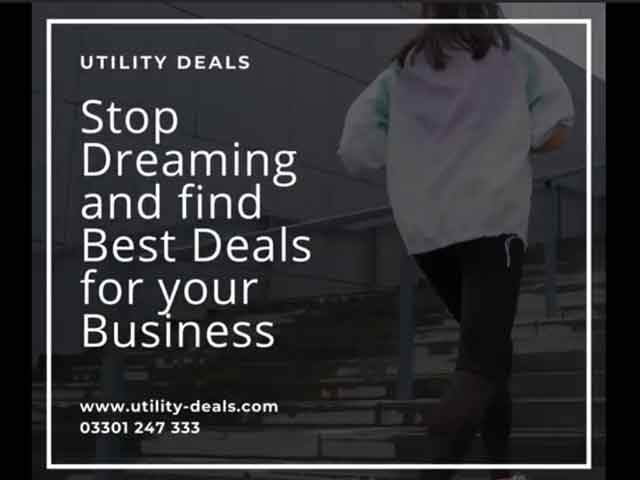 UTILITY DEALS
Stop
Dreaming
and find
Best Deals
for your
Business
www.utility-deals.com
03301 247 333